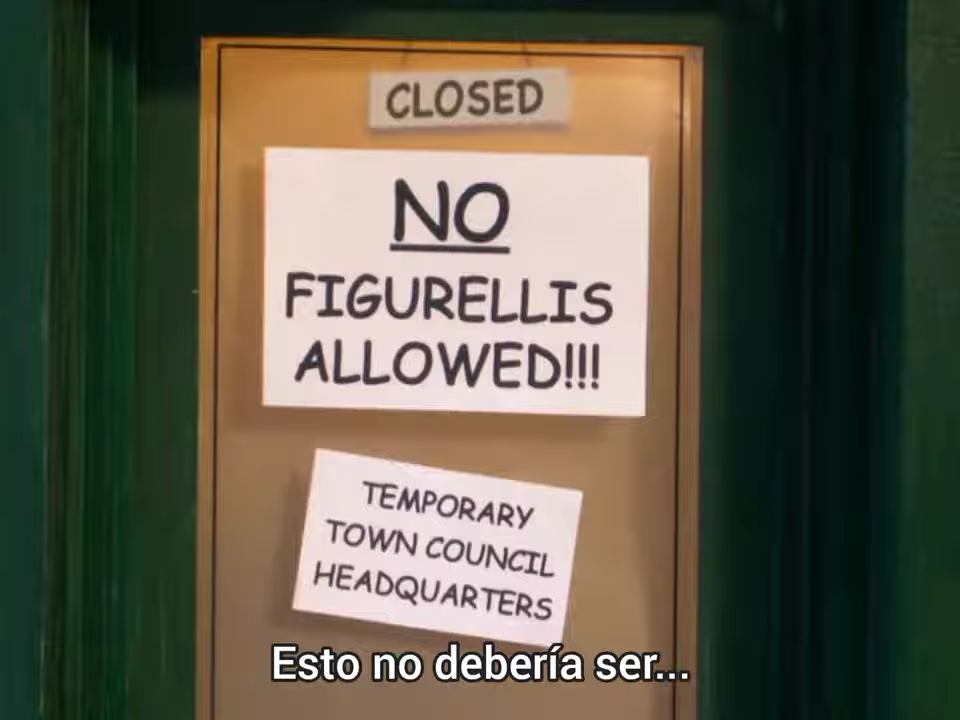 CLOSED
NO
FIGURELLIS
ALLOWED!!!
TEMPORARY
TOWN COUNCIL
HEADQUARTERS
Esto no debería ser...